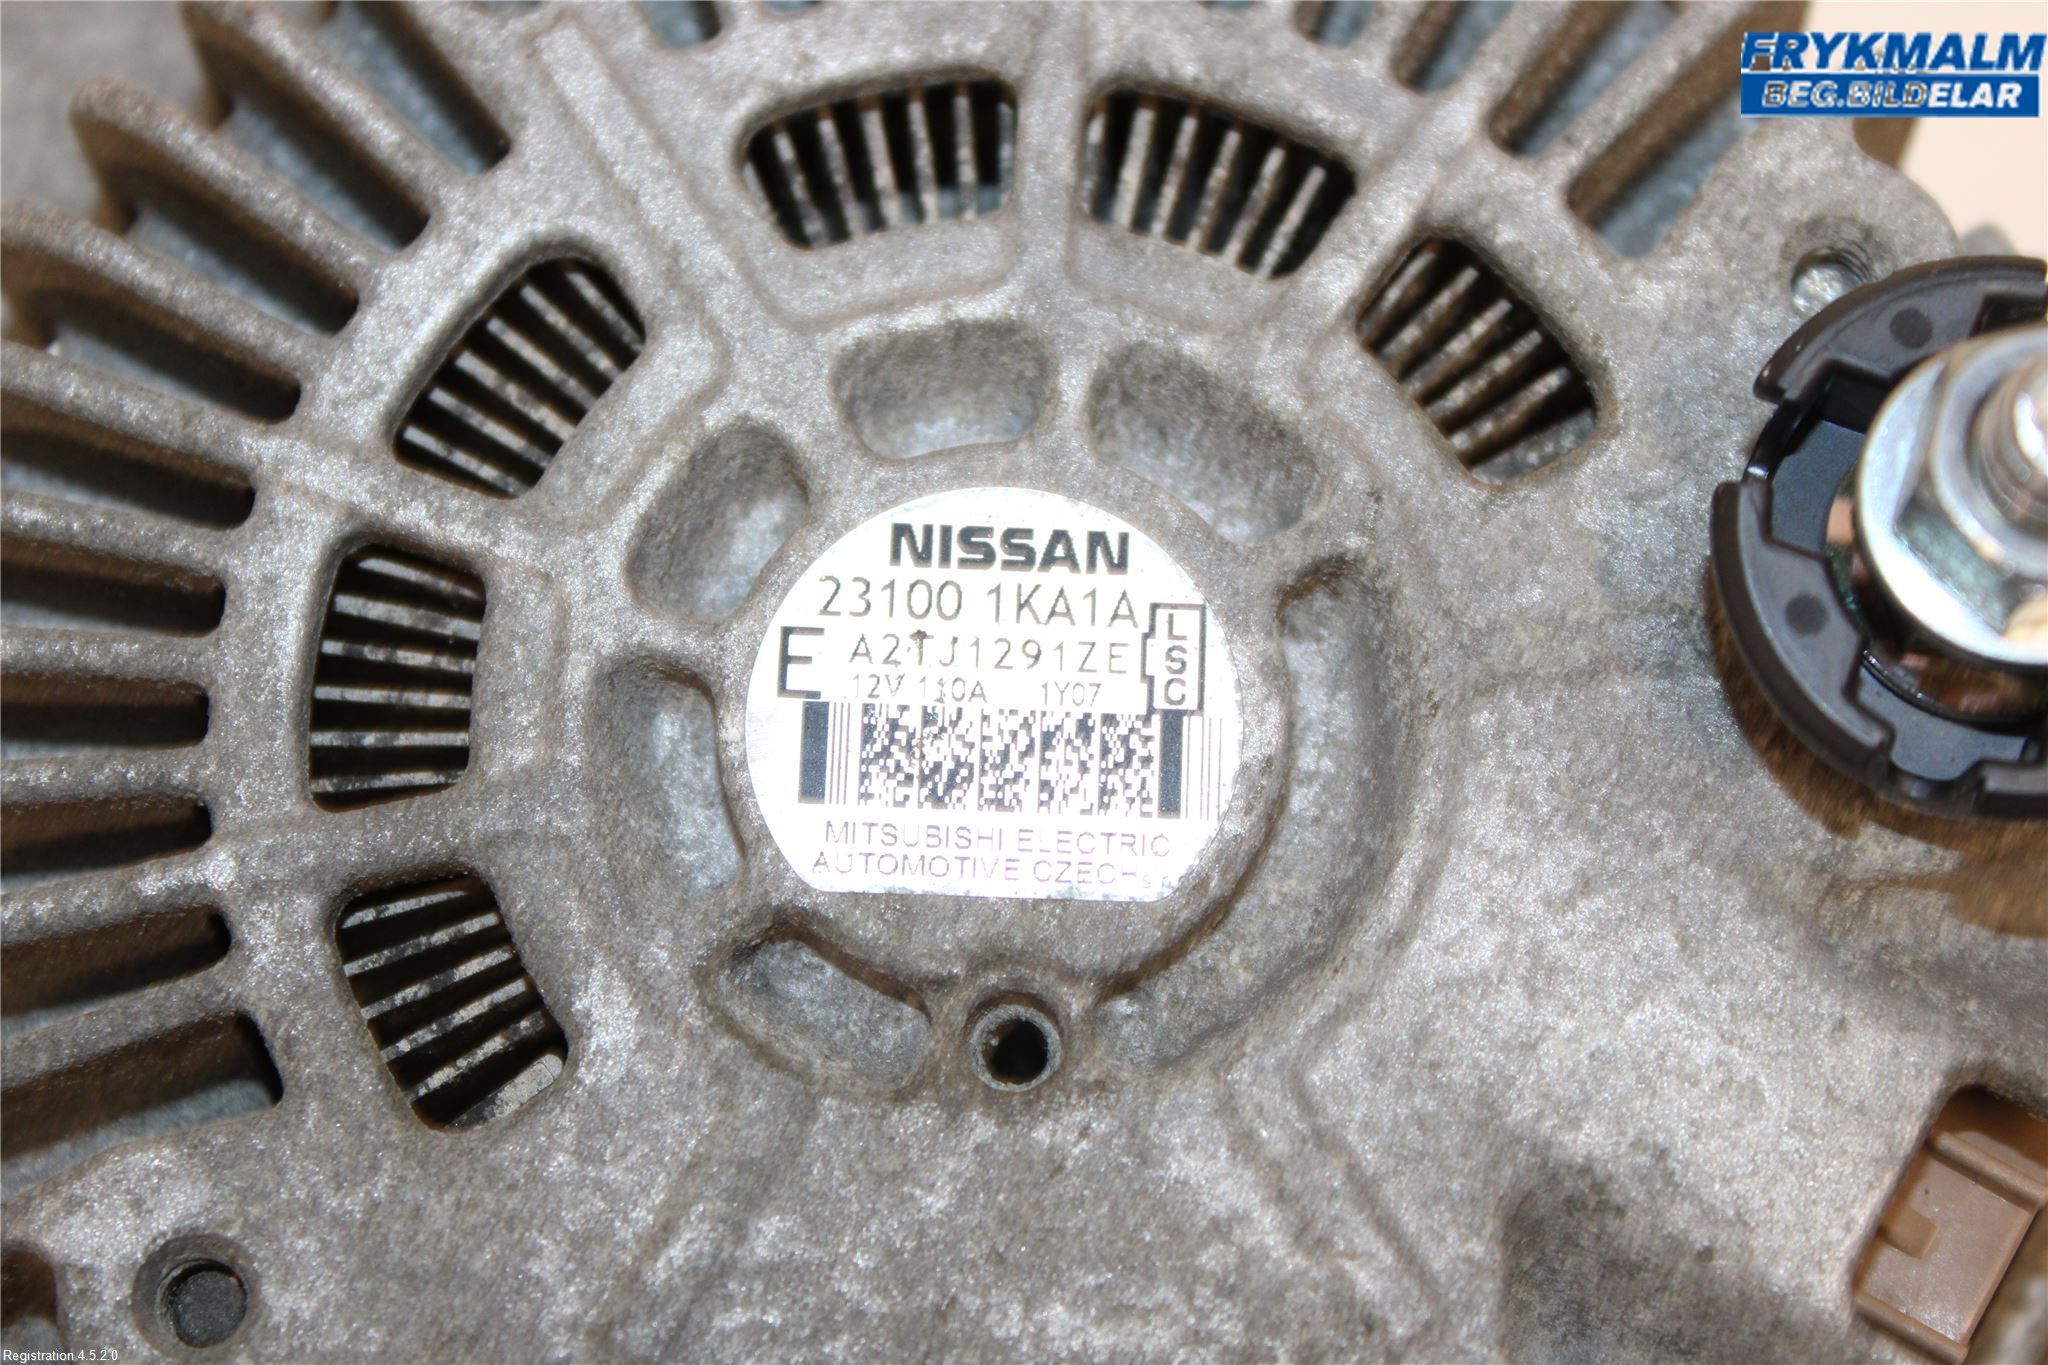 FRYKMALM
BEG.BILDELAR
NISSAN
23100 1KA1A
E A2TJ1291ZE LSC
12V 110A 1Y07
MITSUBISHI ELECTRIC
AUTOMOTIVE CZECH
Registration 4.5.2.0